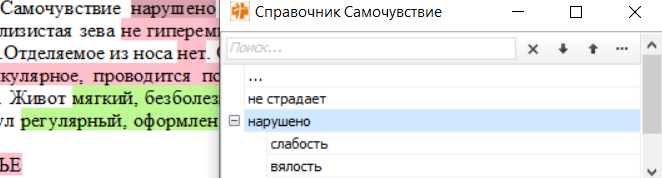 Самочувствие нарушено
лизистая зева не гиперем
.Отделяемое из носа нет.
кулярное, проводится по
. Живот мягкий, безболез
ул регулярный, оформлен
ЬЕ
Справочник Самочувствие
Поиск...
...
не страдает
нарушено
слабость
вялость